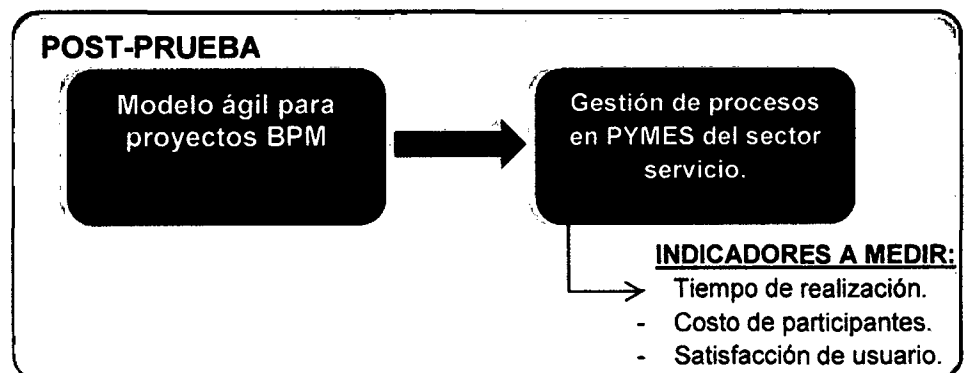 POST-PRUEBA
Modelo ágil para
proyectos BPM
Gestión de procesos
en PYMES del sector
servicio.
INDICADORES A MEDIR:
Tiempo de realización.
- Costo de participantes.
- Satisfacción de usuario.